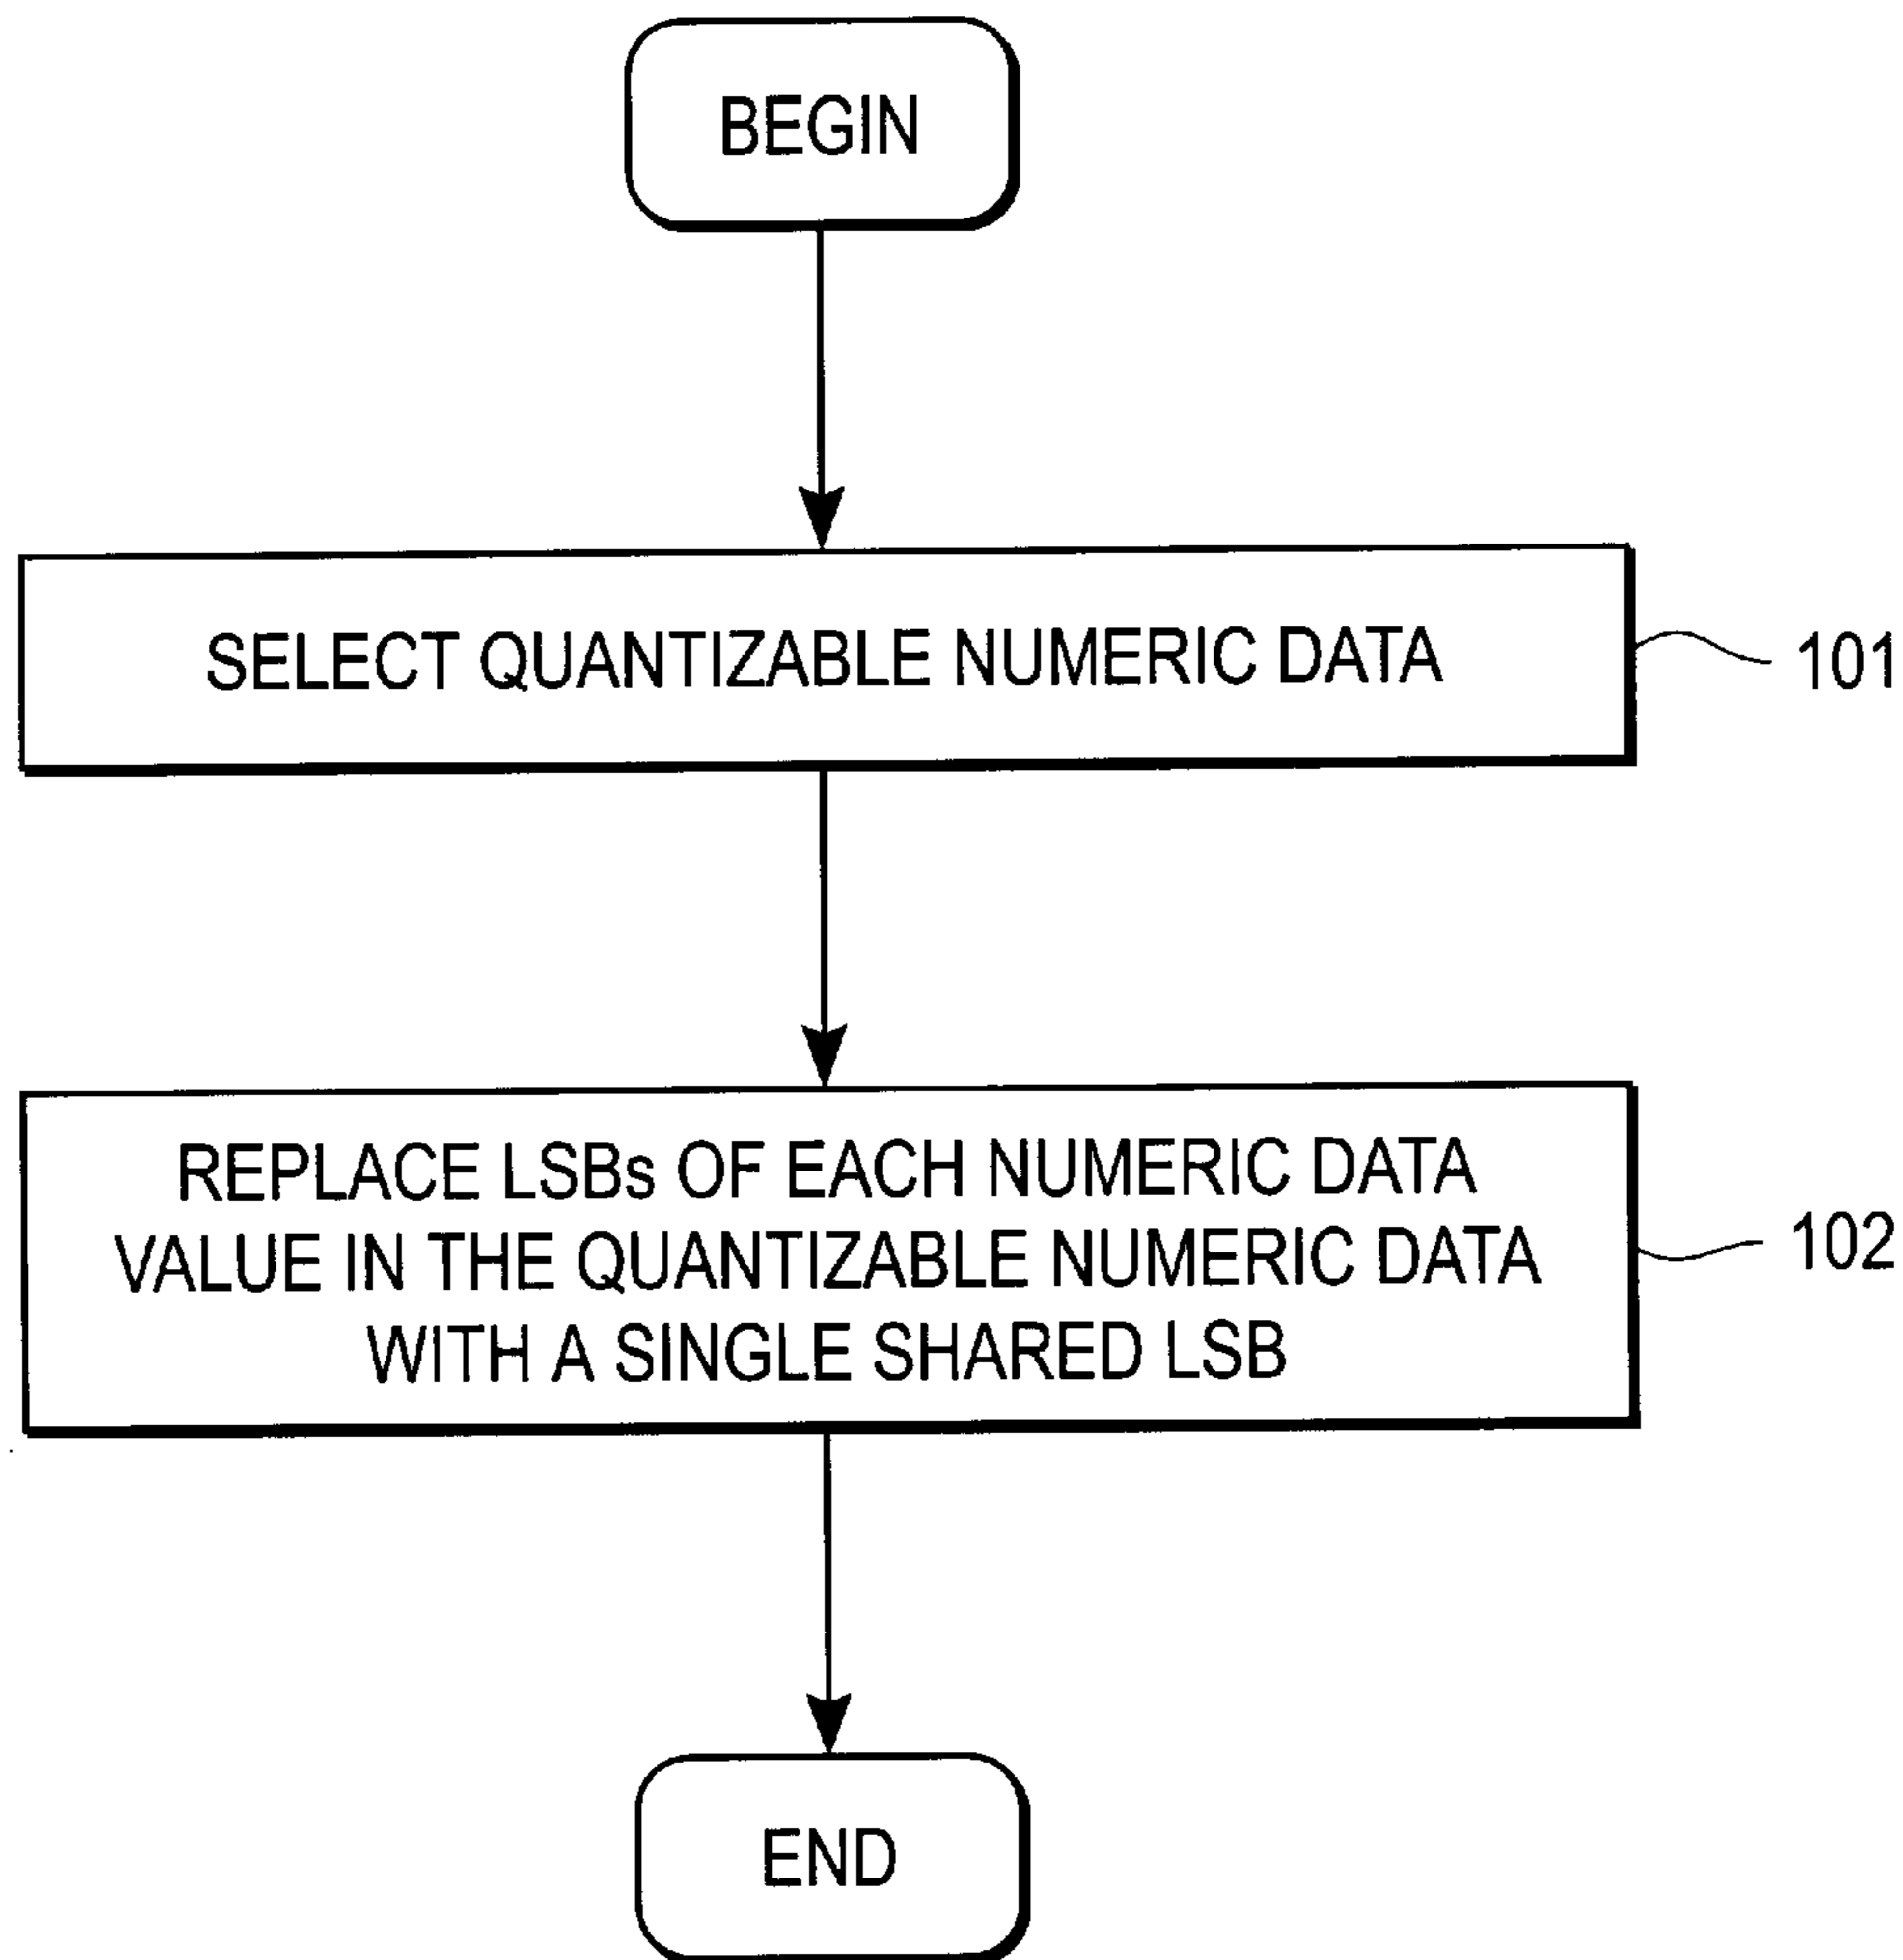 BEGIN
SELECT QUANTIZABLE NUMERIC DATA
101
REPLACE LSBs OF EACH NUMERIC DATA
VALUE IN THE QUANTIZABLE NUMERIC DATA
WITH A SINGLE SHARED LSB
102
END